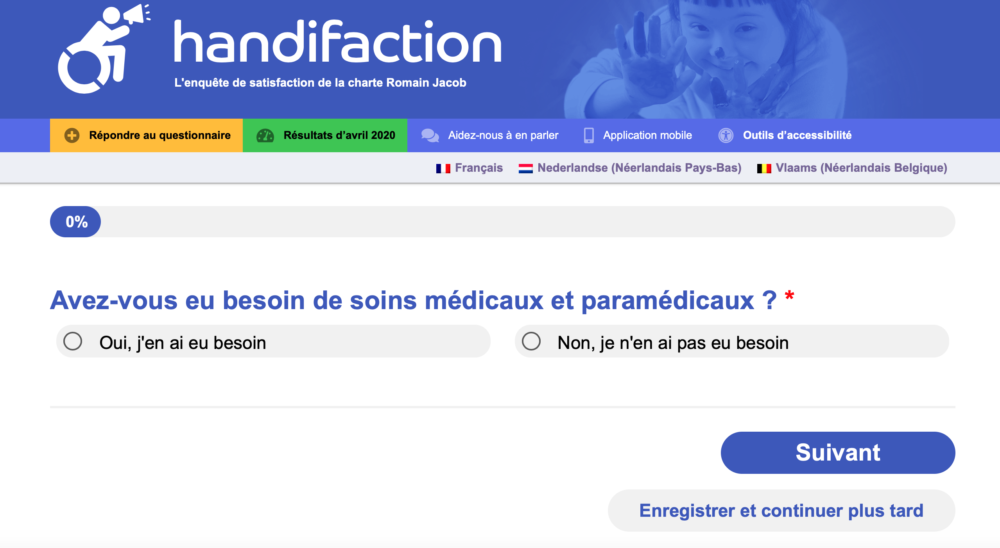 handifaction
L'enquête de satisfaction de la charte Romain Jacob
Répondre au questionnaire Résultats d’avril 2020 Aidez-nous à en parler Application mobile Outils d’accessibilité
Français Nederlandse (Néerlandais Pays-Bas) Vlaams (Néerlandais Belgique)
0%
Avez-vous eu besoin de soins médicaux et paramédicaux ? *
Oui, j'en ai eu besoin Non, je n'en ai pas eu besoin
Suivant
Enregistrer et continuer plus tard